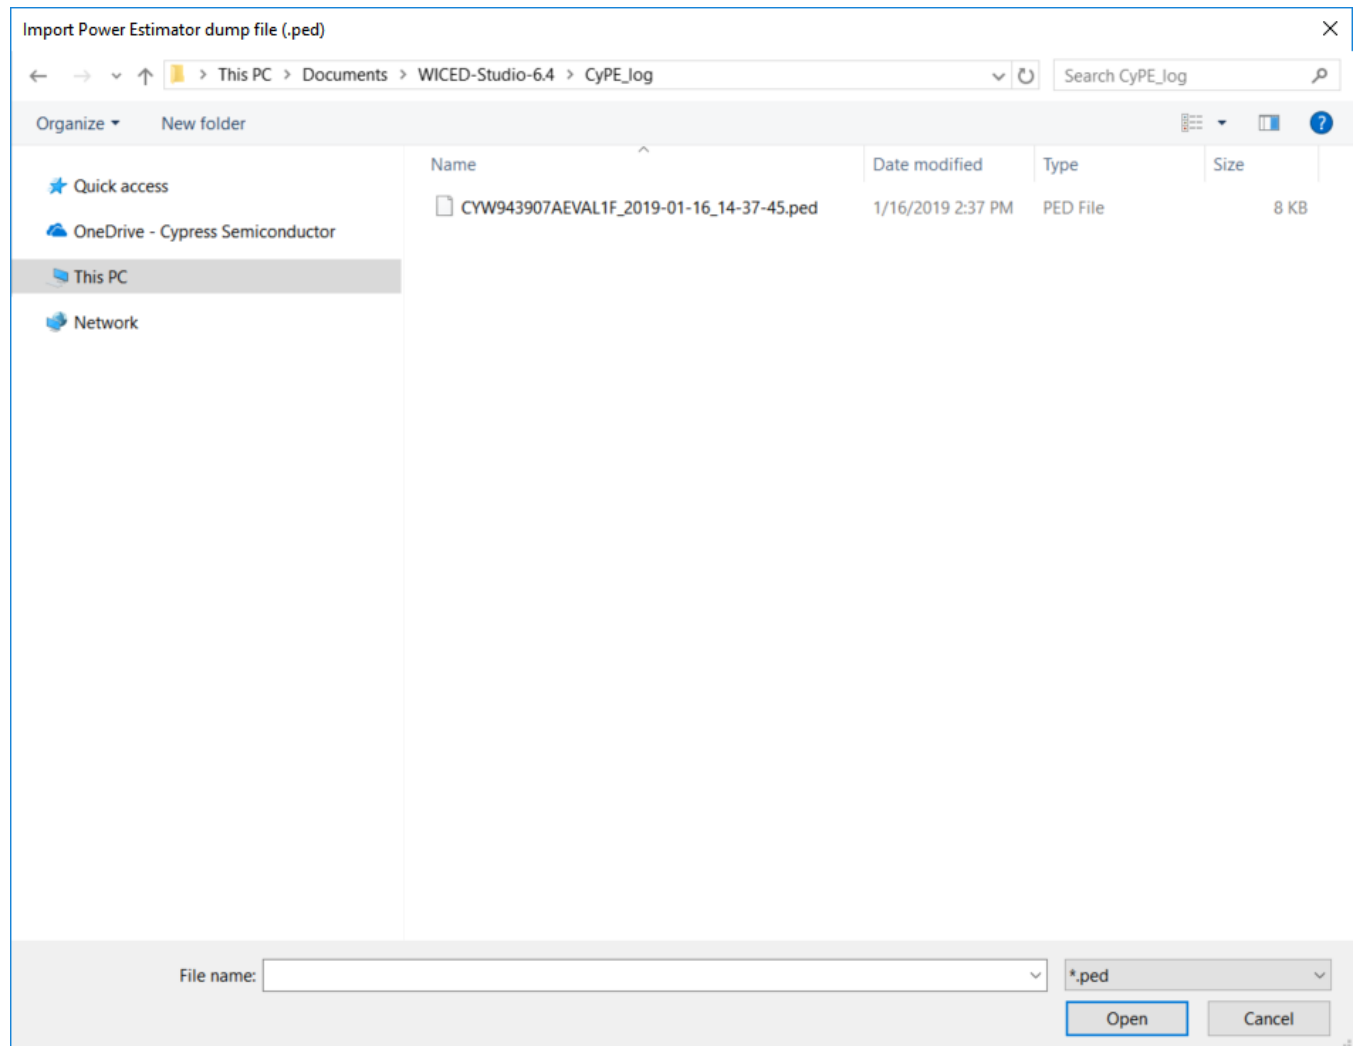 Import Power Estimator dump file (.ped)
This PC > Documents > WICED-Studio-6.4 > CyPE_log
Search CyPE_log
Organize
New folder
Name
Date modified
Type
Size
Quick access
OneDrive - Cypress Semiconductor
This PC
Network
CYW943907AEVAL1F_2019-01-16_14-37-45.ped
1/16/2019 2:37 PM
PED File
8 KB
File name:
*.ped
Open
Cancel